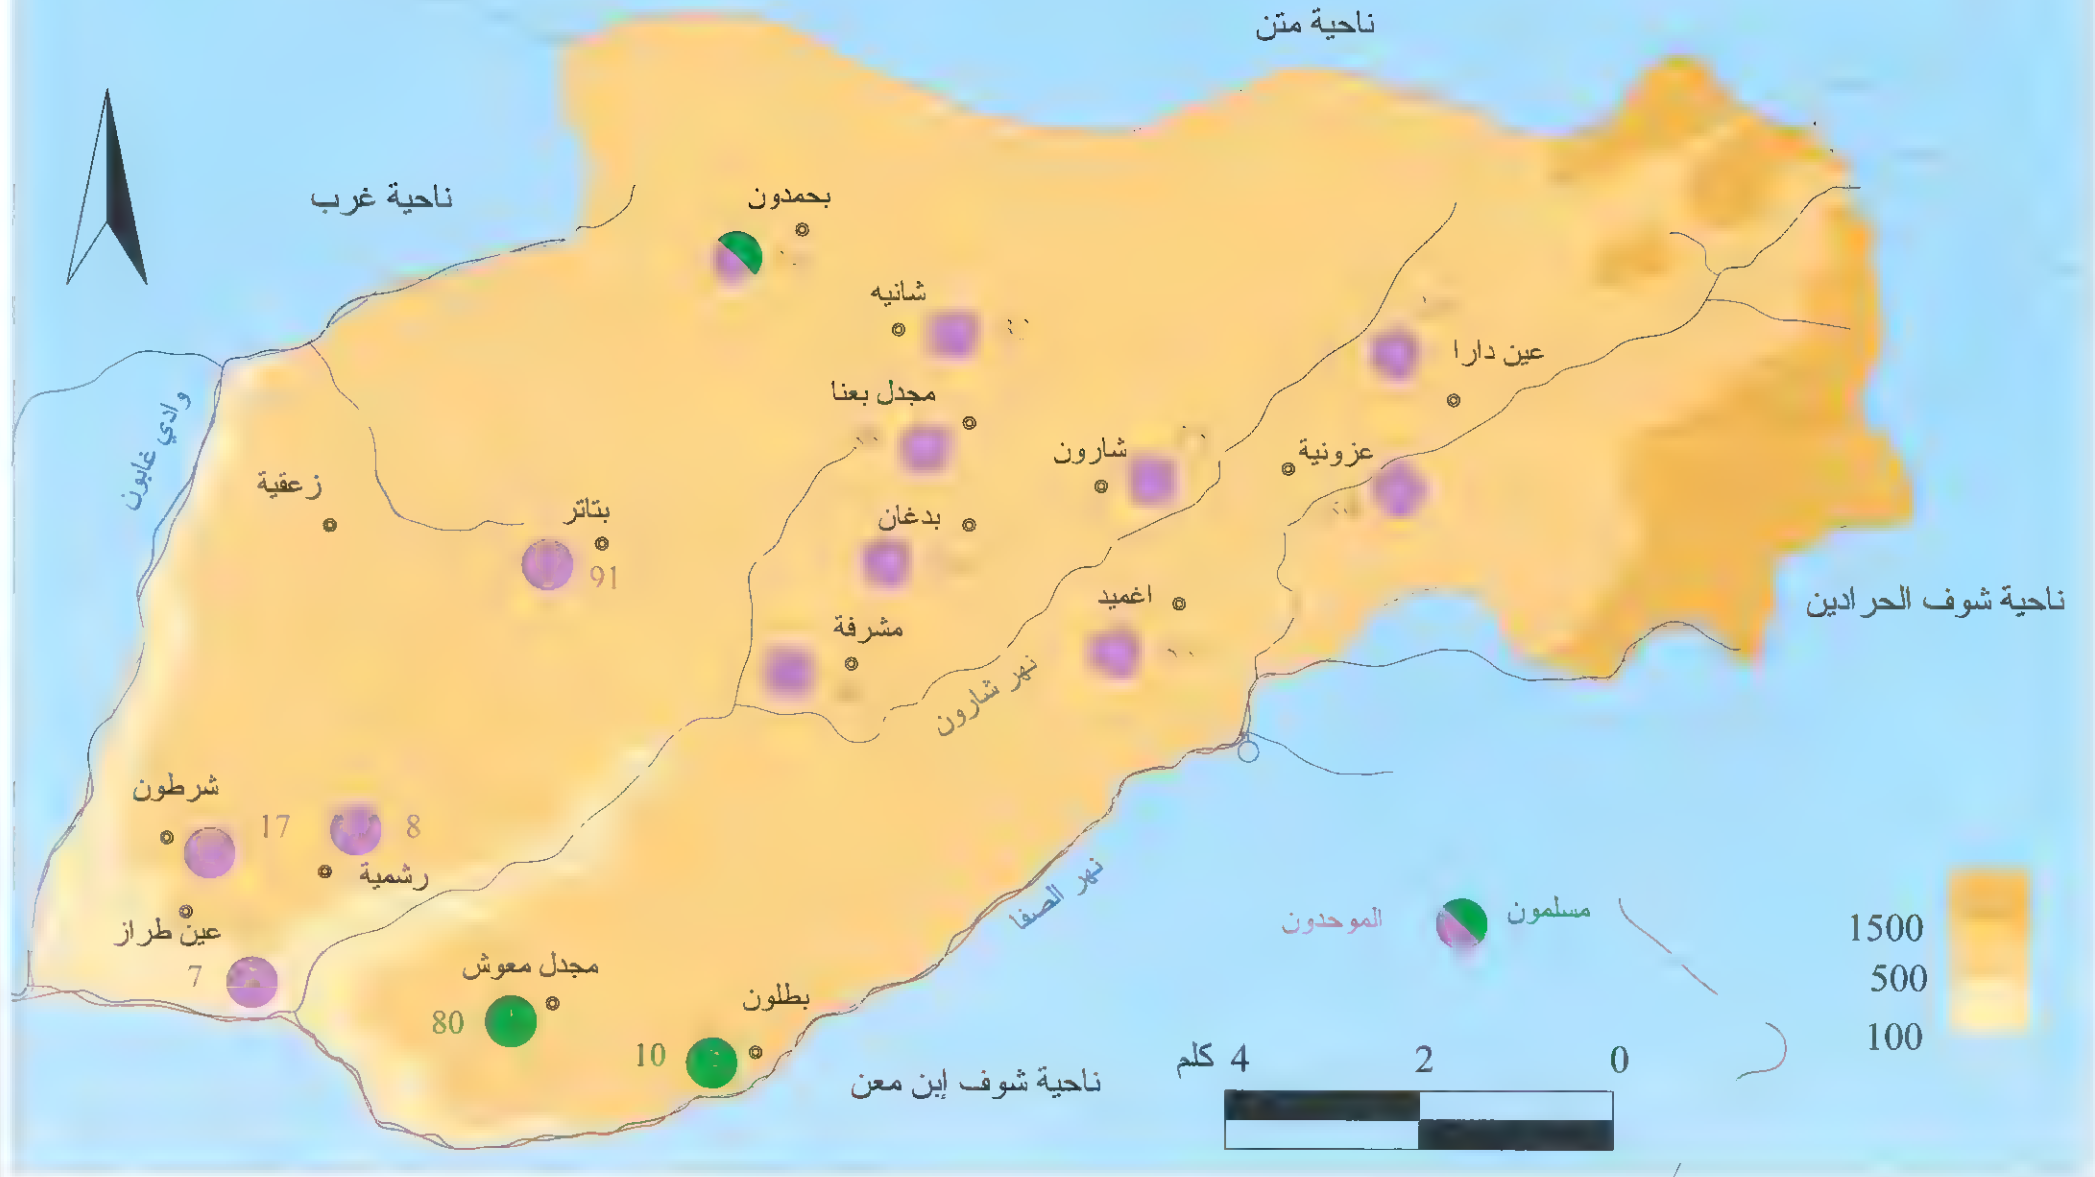 ناحية متن
ناحية غرب
بحمدون
شانيه
عين دارا
مجدل بعنا
وادي غابون
شارون
عزونية
زعقية
بتاتر
بدغان
91
اغميد
ناحية شوف الحرادين
مشرفة
نهر شارون
شرطون
17
8
رشمية
نهر الصفا
عين طراز
7
مجدل معوش
80
بطلون
10
ناحية شوف إبن معن
الموحدون
مسلمون
1500
500
100
كلم 4 2 0